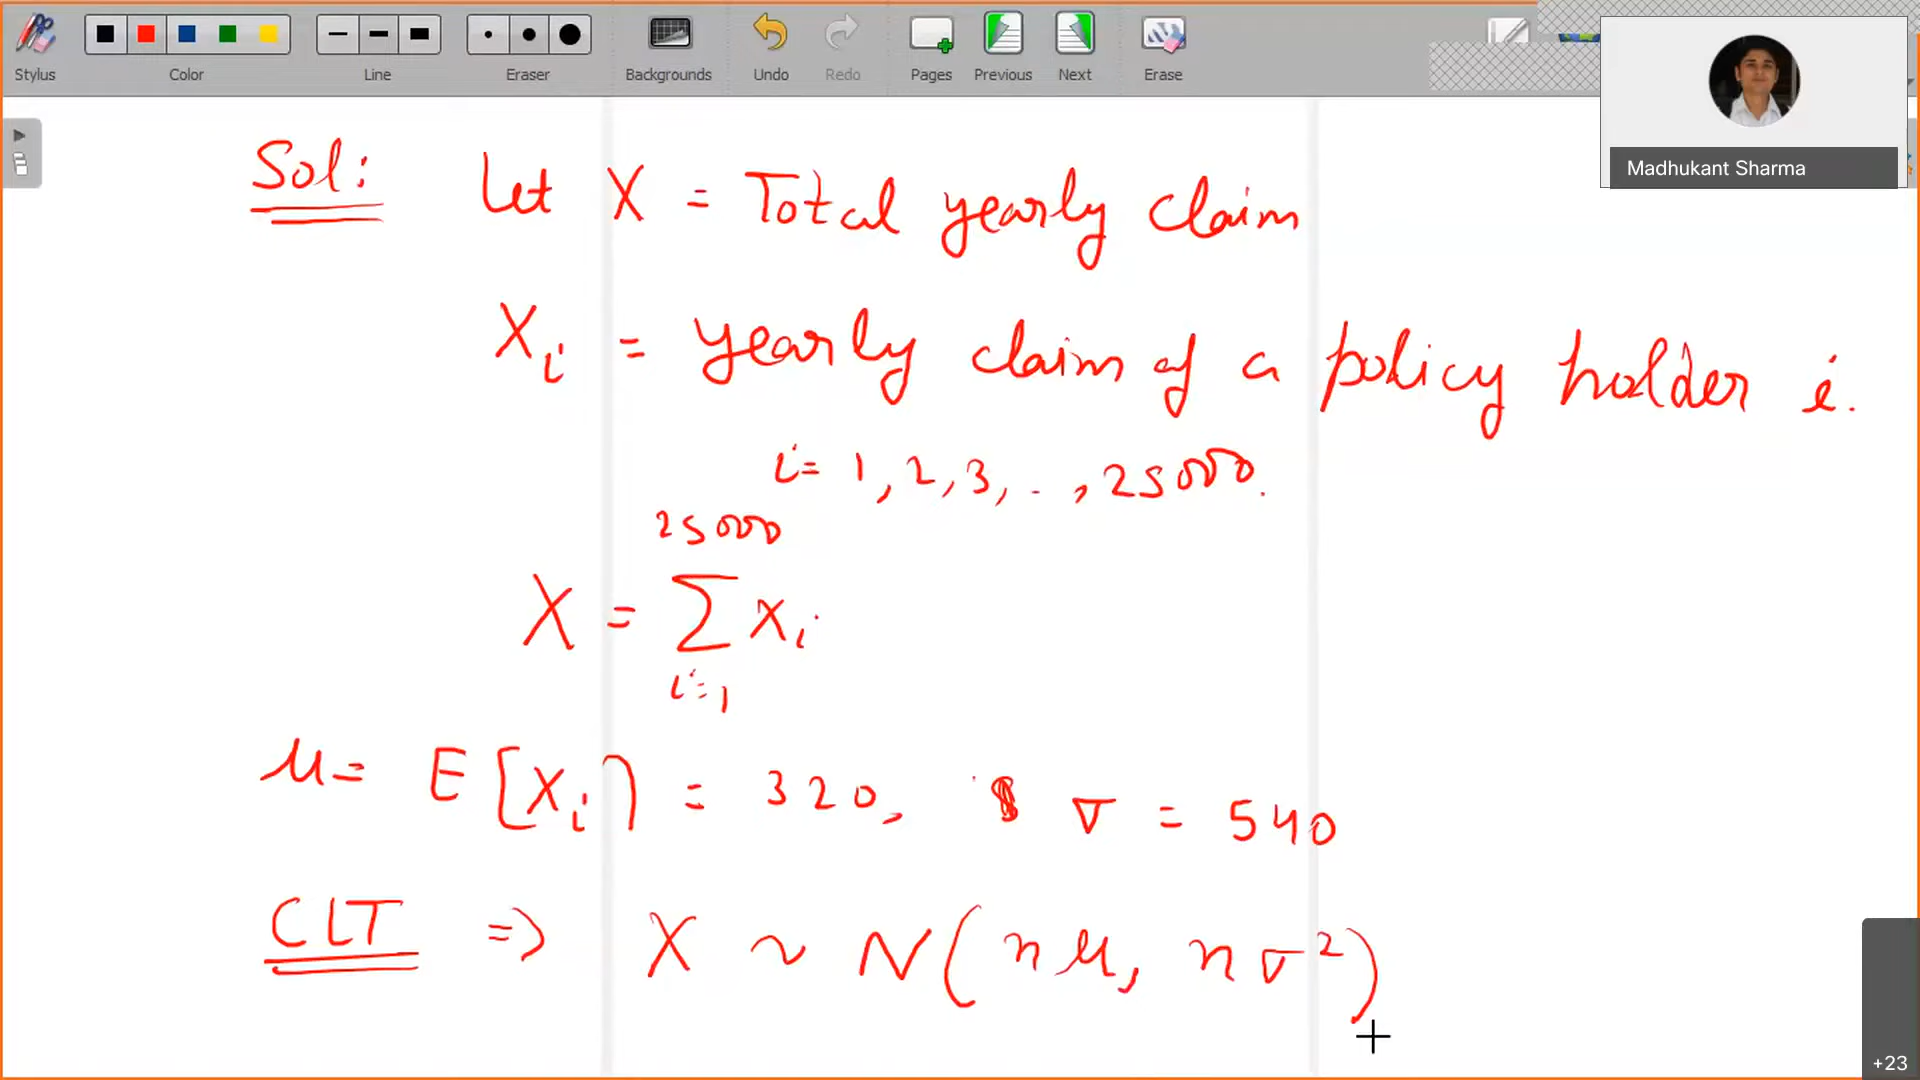 Stylus Color Line Eraser Backgrounds Undo Redo Pages Previous Next Erase
Madhukant Sharma
Sol: Let X = Total yearly claim
Xi = yearly claim of a policy holder i.
i = 1, 2, 3, .. , 25000.
25000
X = ∑ Xi
i=1
μ = E[Xi] = 320, σ = 540
CLT => X ~ N(nμ, nσ²)
+23